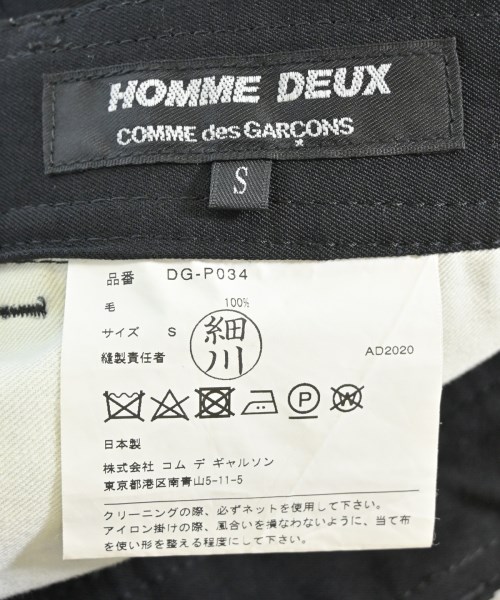 HOMME DEUX
COMME des GARÇONS
S
品番 DG-P034
毛 100%
サイズ S
細川
縫製責任者 AD2020
P W
日本製
株式会社 コム デ ギャルソン
東京都港区南青山5-11-5
クリーニングの際、必ずネットを使用して下さい。
アイロン掛けの際、風合いを損なわないように、当て布
を使い形を整える程度にして下さい。